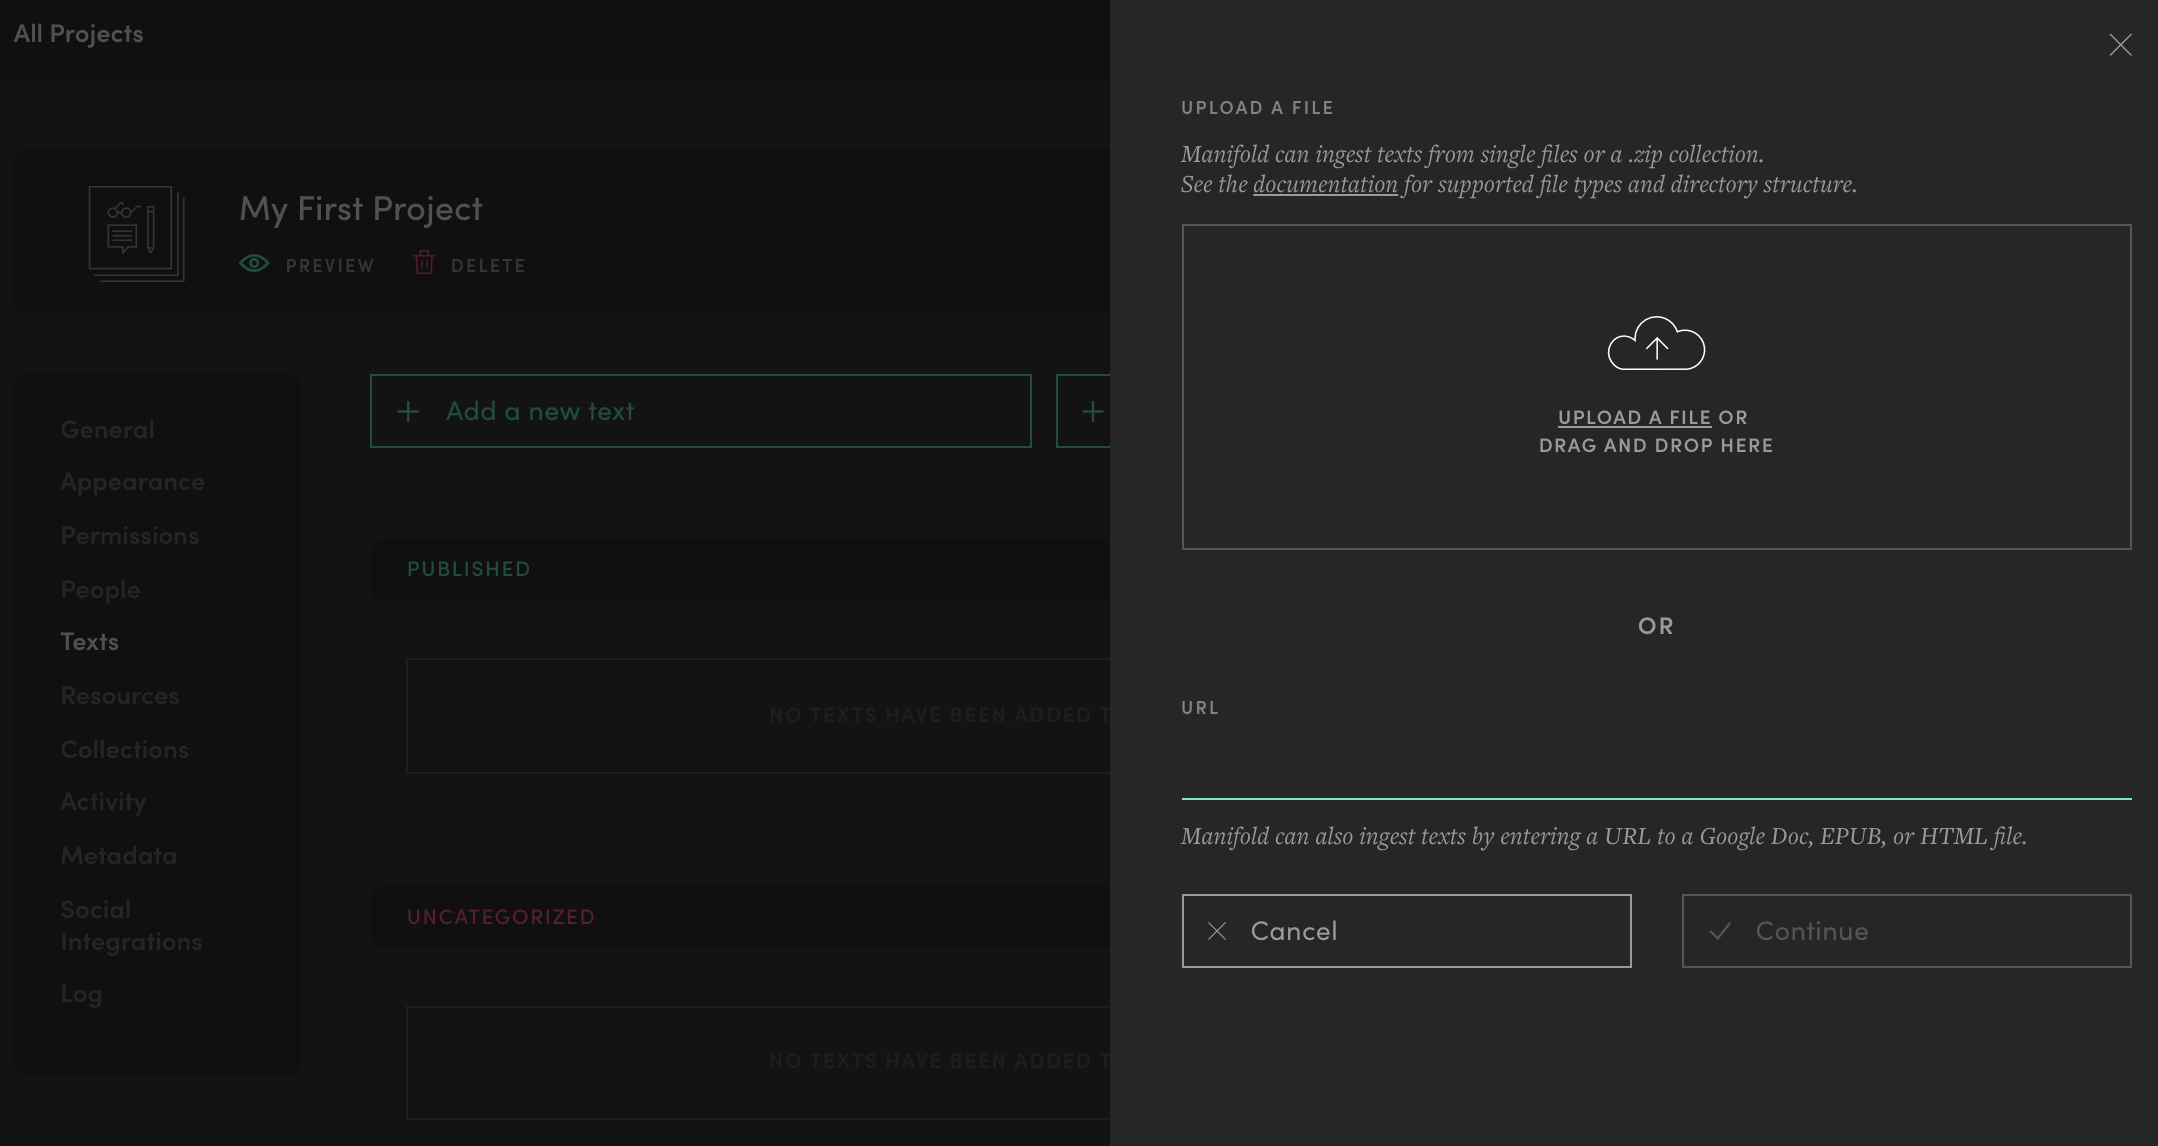 All Projects
My First Project
PREVIEW
DELETE
General
Appearance
Permissions
People
Texts
Resources
Collections
Activity
Metadata
Social
Integrations
Log
Add a new text
PUBLISHED
NO TEXTS HAVE BEEN ADDED T
UNCATEGORIZED
NO TEXTS HAVE BEEN ADDED T
UPLOAD A FILE
Manifold can ingest texts from single files or a .zip collection.
See the documentation for supported file types and directory structure.
UPLOAD A FILE OR
DRAG AND DROP HERE
OR
URL
Manifold can also ingest texts by entering a URL to a Google Doc, EPUB, or HTML file.
Cancel
Continue